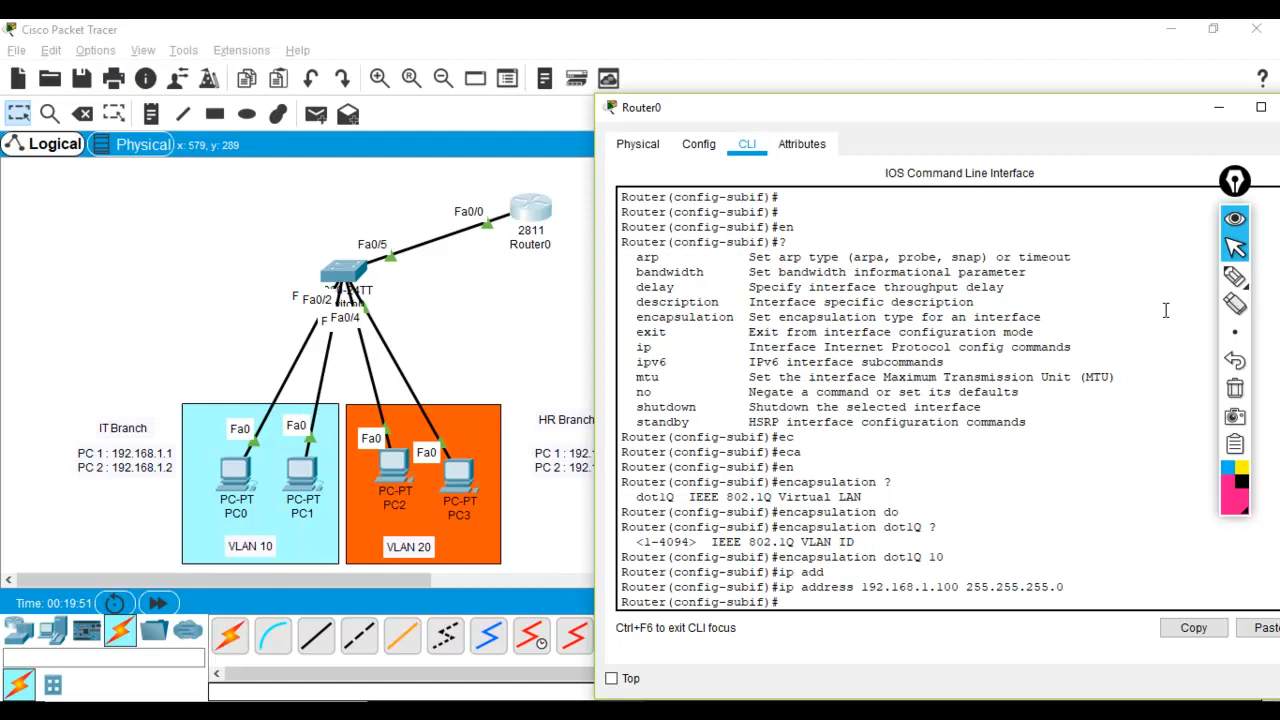 Cisco Packet Tracer
File Edit Options View Tools Extensions Help
?
Logical Physical x: 579, y: 289
Fa0/0
2811
Router0
Fa0/5
Fa0/2
Fa0/4
IT Branch
PC 1 : 192.168.1.1
PC 2 : 192.168.1.2
HR Branch
PC 1 : 192.1
PC 2 : 192.
Fa0
Fa0
Fa0
Fa0
PC-PT
PC0
PC-PT
PC1
PC-PT
PC2
PC-PT
PC3
VLAN 10
VLAN 20
Time: 00:19:51
Router0
Physical Config CLI Attributes
IOS Command Line Interface
Router(config-subif)#
Router(config-subif)#
Router(config-subif)#en
Router(config-subif)#?
arp Set arp type (arpa, probe, snap) or timeout
bandwidth Set bandwidth informational parameter
delay Specify interface throughput delay
description Interface specific description
encapsulation Set encapsulation type for an interface
exit Exit from interface configuration mode
ip Interface Internet Protocol config commands
ipv6 IPv6 interface subcommands
mtu Set the interface Maximum Transmission Unit (MTU)
no Negate a command or set its defaults
shutdown Shutdown the selected interface
standby HSRP interface configuration commands
Router(config-subif)#ec
Router(config-subif)#eca
Router(config-subif)#en
Router(config-subif)#encapsulation ?
dot1Q IEEE 802.1Q Virtual LAN
Router(config-subif)#encapsulation do
Router(config-subif)#encapsulation dot1Q ?
<1-4094> IEEE 802.1Q VLAN ID
Router(config-subif)#encapsulation dot1Q 10
Router(config-subif)#ip add
Router(config-subif)#ip address 192.168.1.100 255.255.255.0
Router(config-subif)#
Ctrl+F6 to exit CLI focus
Copy Paste
Top